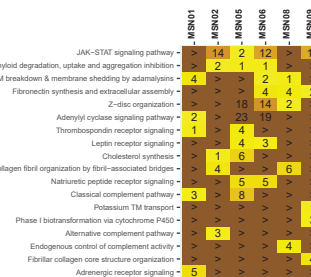 MSN01 MSN02 MSN05 MSN06 MSN08 MSN09
JAK−STAT signaling pathway > 14 2 12 > 1
yloid degradation, uptake and aggregation inhibition > 2 1 1 > >
M breakdown & membrane shedding by adamalysins 4 > > 2 1 >
Fibronectin synthesis and extracellular assembly > > > 4 4
Z−disc organization > > 18 14 2 >
Adenylyl cyclase signaling pathway 2 > 23 19 > >
Thrombospondin receptor signaling 1 > 4 > > >
Leptin receptor signaling > > 4 3 > >
Cholesterol synthesis > 1 6 > > >
llagen fibril organization by fibril−associated bridges > 4 > > 6 >
Natriuretic peptide receptor signaling > > 5 5 > >
Classical complement pathway 3 > 8 > > >
Potassium TM transport > > > > >
Phase I biotransformation via cytochrome P450 > > > > >
Alternative complement pathway > 3 > > > >
Endogenous control of complement activity > > > > 4 >
Fibrillar collagen core structure organization > > > > >
Adrenergic receptor signaling 5 > > > > >